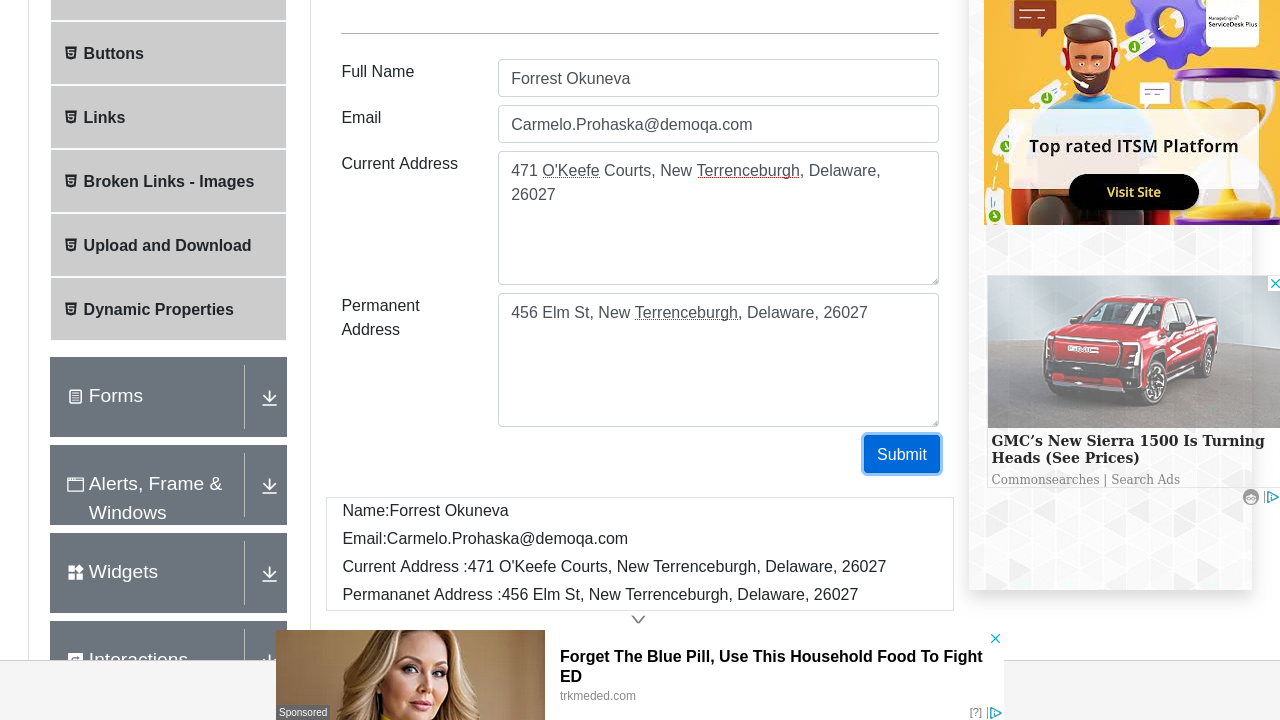 Buttons
Links
Broken Links - Images
Upload and Download
Dynamic Properties
Forms
Alerts, Frame &
Windows
Widgets
Interactions
Full Name
Forrest Okuneva
Email
Carmelo.Prohaska@demoqa.com
Current Address
471 O'Keefe Courts, New Terrenceburgh, Delaware,
26027
Permanent
Address
456 Elm St, New Terrenceburgh, Delaware, 26027
Submit
Name:Forrest Okuneva
Email:Carmelo.Prohaska@demoqa.com
Current Address :471 O'Keefe Courts, New Terrenceburgh, Delaware, 26027
Permananet Address :456 Elm St, New Terrenceburgh, Delaware, 26027
ManageEngine
ServiceDesk Plus
Top rated ITSM Platform
Visit Site
GMC’s New Sierra 1500 Is Turning
Heads (See Prices)
Commonsearches | Search Ads
Forget The Blue Pill, Use This Household Food To Fight
ED
trkmeded.com
Sponsored
[?]